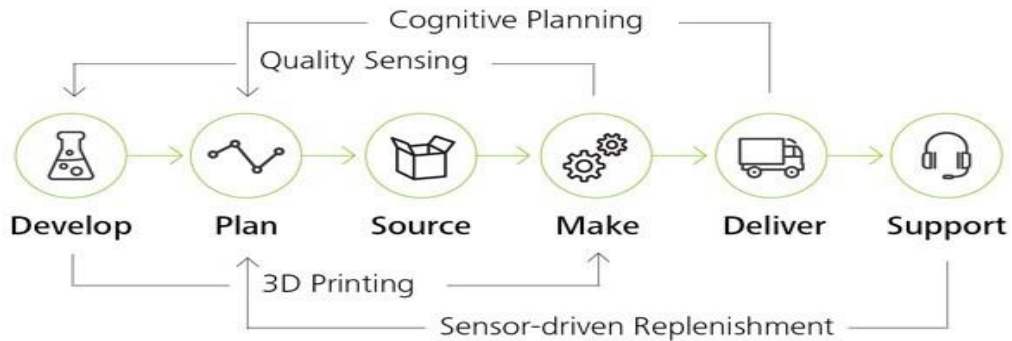 Cognitive Planning
Quality Sensing
Develop
Plan
Source
Make
Deliver
Support
3D Printing
Sensor-driven Replenishment